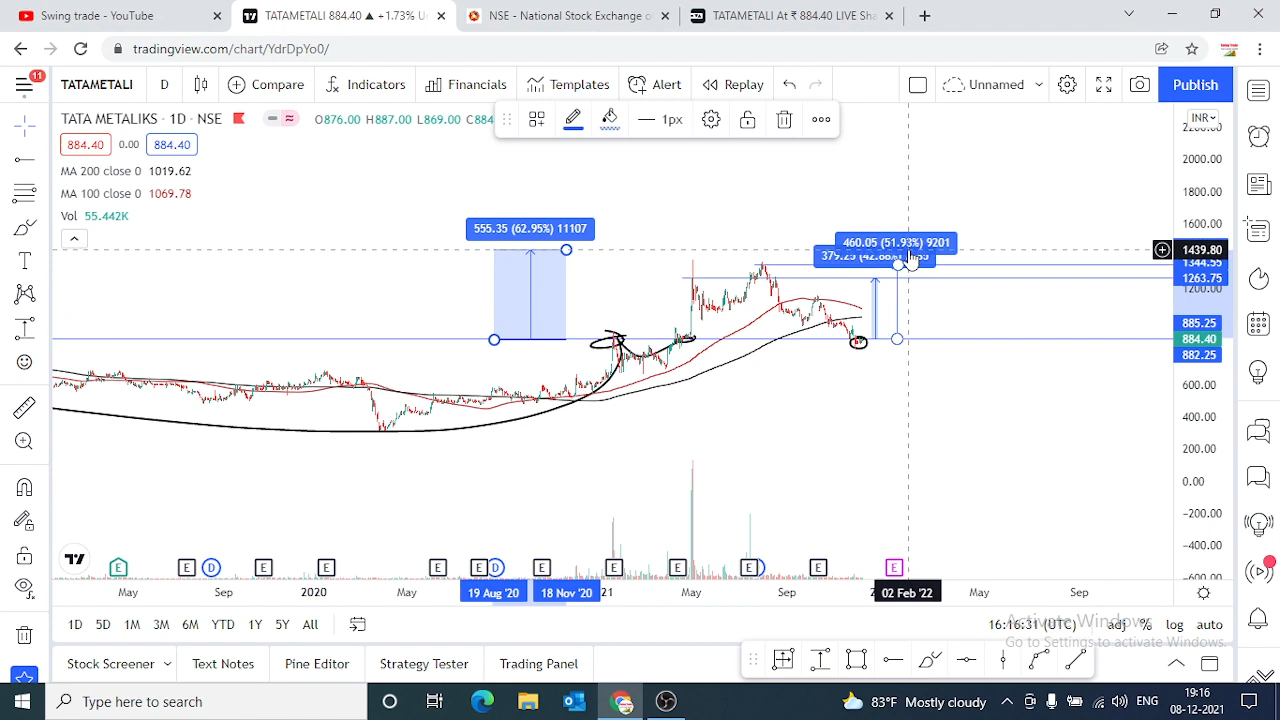 Swing trade - YouTube
TATAMETALI 884.40 ▲ +1.73% Un
NSE - National Stock Exchange o
TATAMETALI At ₹ 884.40 LIVE Sha
tradingview.com/chart/YdrDpYo0/
11
TATAMETALI D Compare Indicators Financials Templates Alert Replay Unnamed Publish
TATA METALIKS · 1D · NSE O876.00 H887.00 L869.00 C884
1px
INR
884.40 0.00 884.40
MA 200 close 0 1019.62
MA 100 close 0 1069.78
Vol 55.442K
555.35 (62.95%) 11107
460.05 (51.93%) 9201
2000.00
1800.00
1600.00
1439.80
1344.55
1263.75
1200.00
885.25
884.40
882.25
600.00
400.00
200.00
0.00
−200.00
−400.00
−600.00
E E D E E E E D E E E E D E E
May Sep 2020 May 19 Aug '20 18 Nov '20 21 May Sep 02 Feb '22 May Sep
1D 5D 1M 3M 6M YTD 1Y 5Y All
16:16:31 (UTC) adj % log auto
Activate Windows
Go to Settings to activate Windows.
Stock Screener Text Notes Pine Editor Strategy Tester Trading Panel
Type here to search
83°F Mostly cloudy
ENG
19:16
08-12-2021